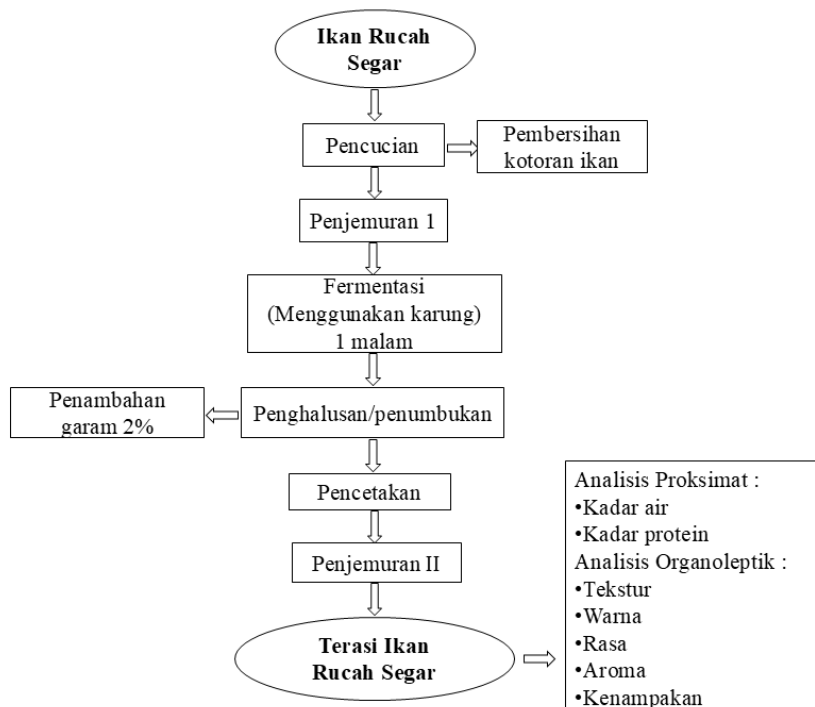 Ikan Rucah
Segar
Pencucian
Pembersihan
kotoran ikan
Penjemuran 1
Fermentasi
(Menggunakan karung)
1 malam
Penambahan
garam 2%
Penghalusan/penumbukan
Pencetakan
Penjemuran II
Terasi Ikan
Rucah Segar
Analisis Proksimat :
•Kadar air
•Kadar protein
Analisis Organoleptik :
•Tekstur
•Warna
•Rasa
•Aroma
•Kenampakan